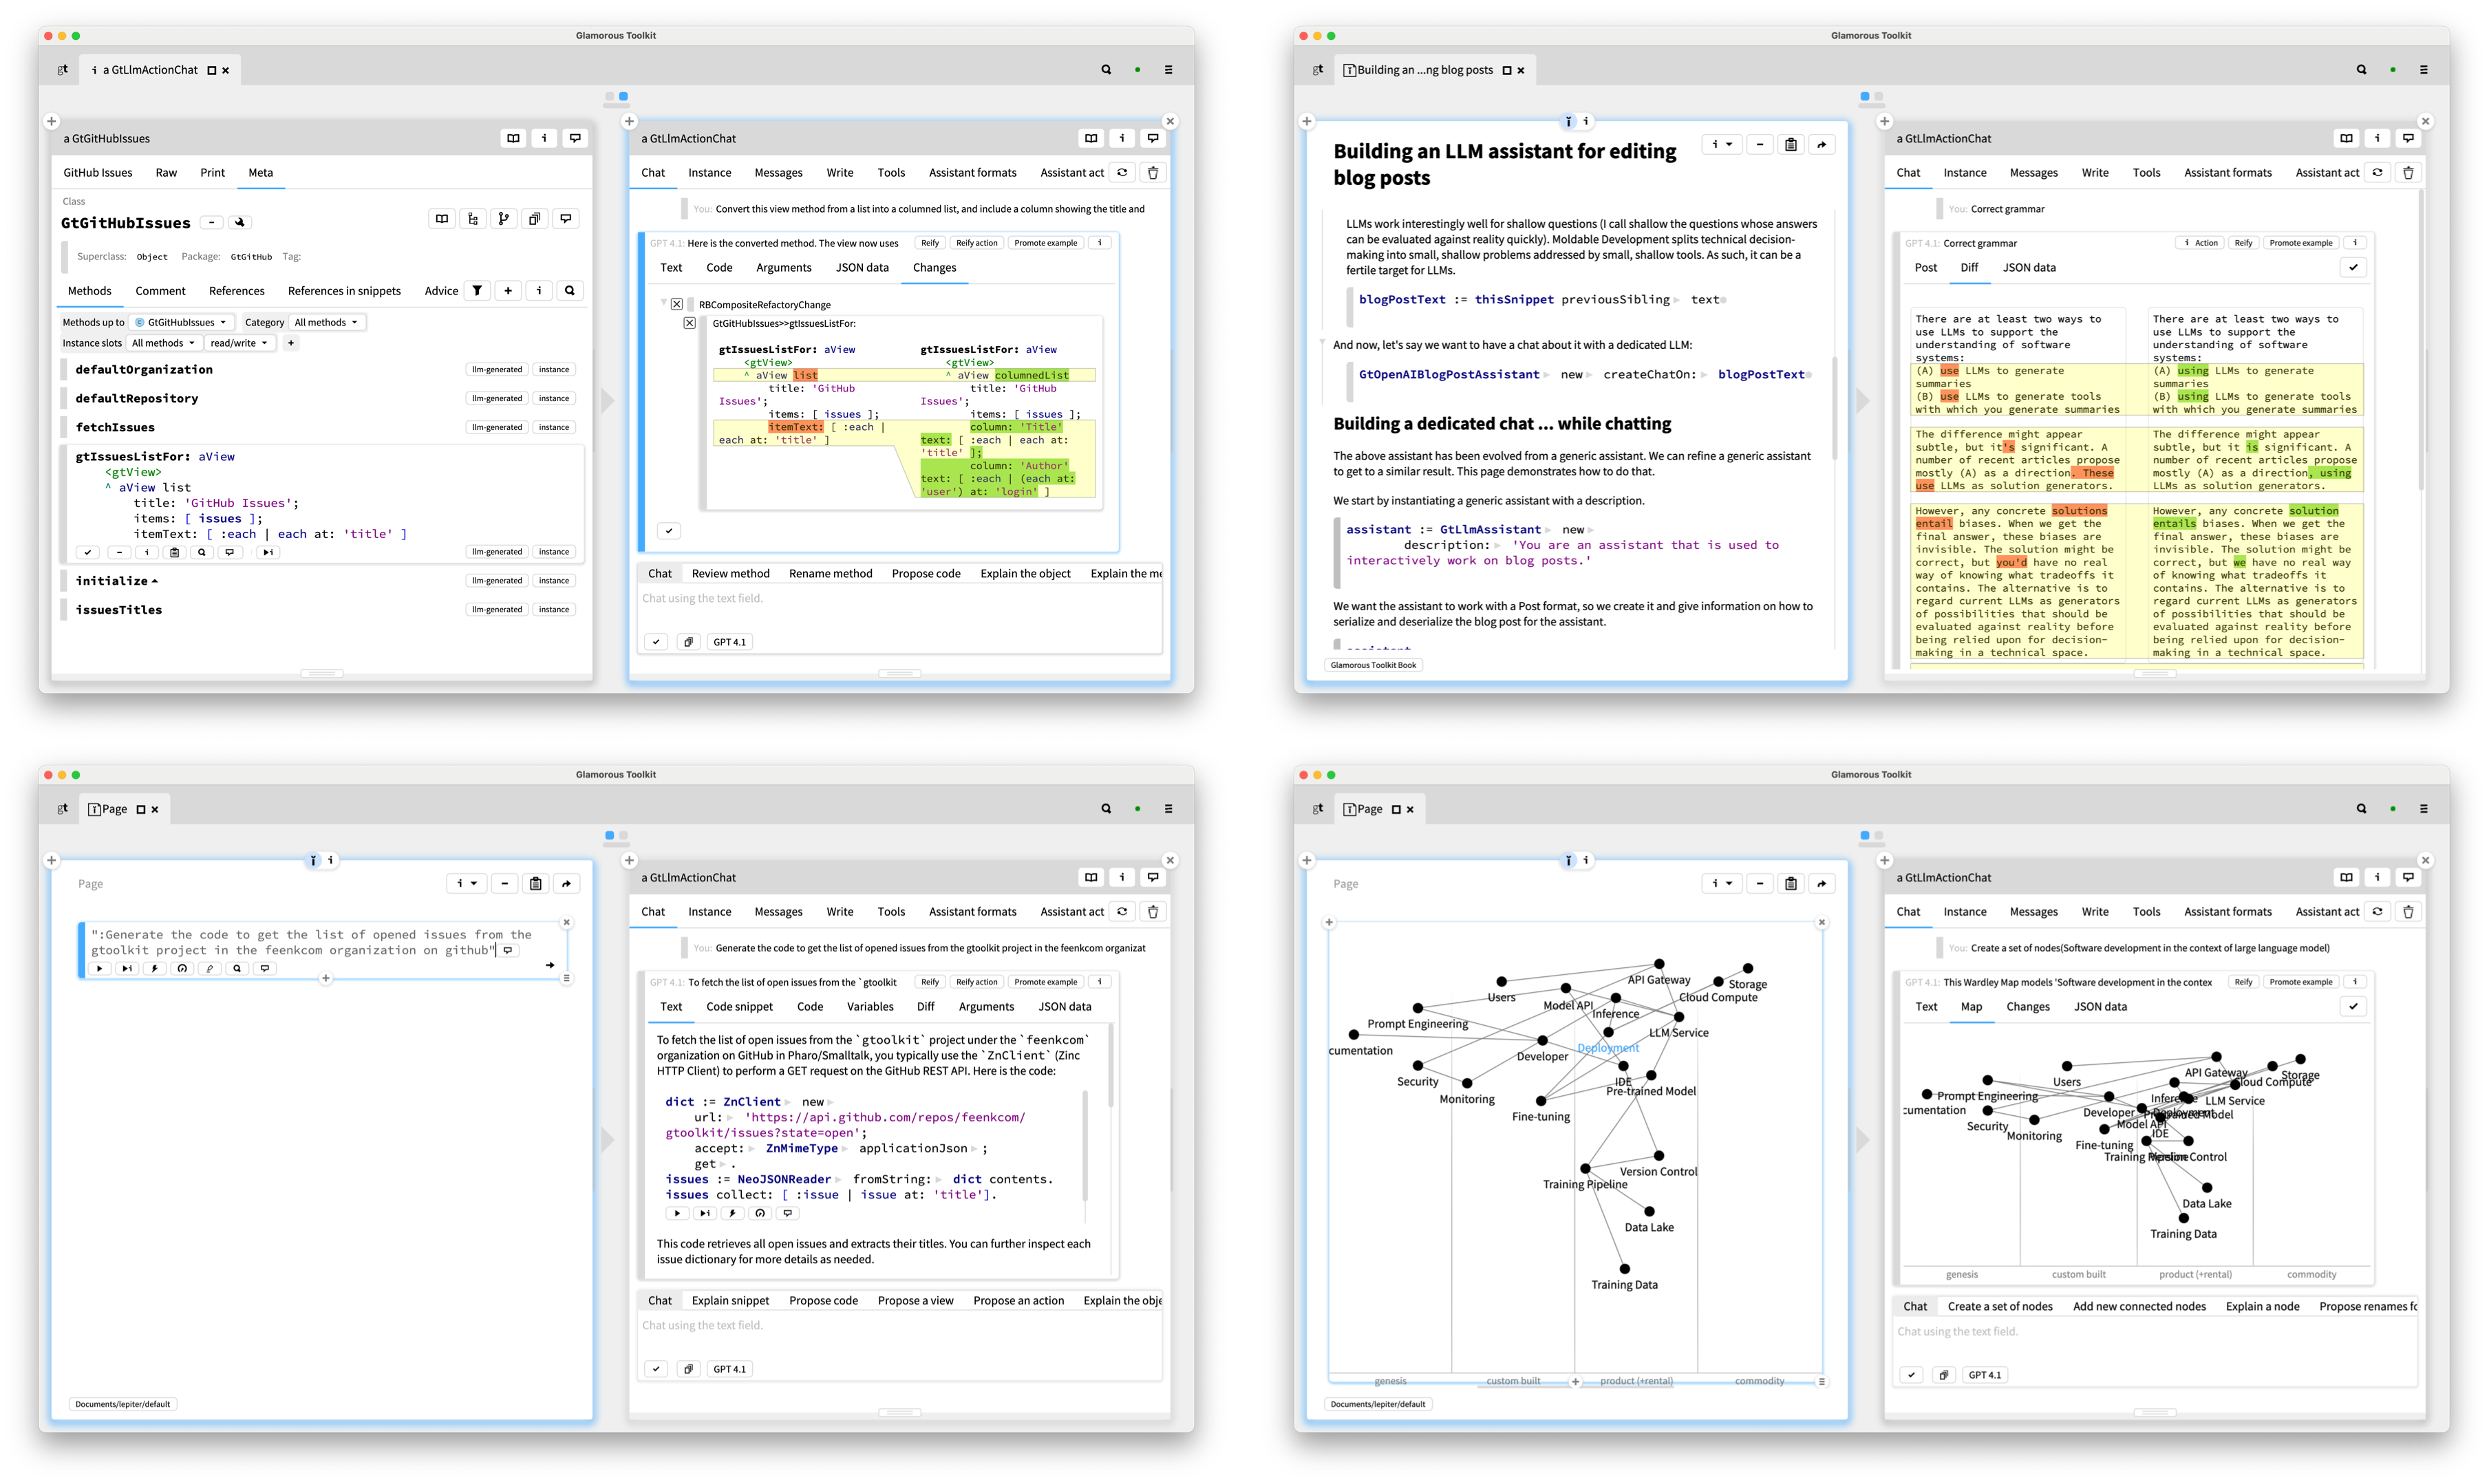 Glamorous Toolkit
gt
i a GtLlmActionChat
a GtGitHubIssues
GitHub Issues Raw Print Meta
Class
GtGitHubIssues
Superclass: Object Package: GtGitHub Tag:
Methods Comment References References in snippets Advice
Methods up to GtGitHubIssues Category All methods
Instance slots All methods read/write
defaultOrganization llm-generated instance
defaultRepository llm-generated instance
fetchIssues llm-generated instance
gtIssuesListFor: aView
<gtView>
^ aView list
title: 'GitHub Issues';
items: [ issues ];
itemText: [ :each | each at: 'title' ]
llm-generated instance
initialize llm-generated instance
issuesTitles llm-generated instance
a GtLlmActionChat
Chat Instance Messages Write Tools Assistant formats Assistant act
You: Convert this view method from a list into a columned list, and include a column showing the title and
GPT 4.1: Here is the converted method. The view now uses Reify Reify action Promote example i
Text Code Arguments JSON data Changes
RBCompositeRefactoryChange
GtGitHubIssues>>gtIssuesListFor:
gtIssuesListFor: aView
<gtView>
^ aView list
title: 'GitHub
Issues';
items: [ issues ];
itemText: [ :each |
each at: 'title' ]
gtIssuesListFor: aView
<gtView>
^ aView columnedList
title: 'GitHub
Issues';
items: [ issues ];
column: 'Title'
text: [ :each | each at:
'title' ];
column: 'Author'
text: [ :each | (each at:
'user') at: 'login' ]
Chat Review method Rename method Propose code Explain the object Explain the me
Chat using the text field.
GPT 4.1
Glamorous Toolkit
gt
Building an ...ng blog posts
Building an LLM assistant for editing
blog posts
LLMs work interestingly well for shallow questions (I call shallow the questions whose answers
can be evaluated against reality quickly). Moldable Development splits technical decision-
making into small, shallow problems addressed by small, shallow tools. As such, it can be a
fertile target for LLMs.
blogPostText := thisSnippet previousSibling text
And now, let's say we want to have a chat about it with a dedicated LLM:
GtOpenAIBlogPostAssistant new createChatOn: blogPostText
Building a dedicated chat ... while chatting
The above assistant has been evolved from a generic assistant. We can refine a generic assistant
to get to a similar result. This page demonstrates how to do that.
We start by instantiating a generic assistant with a description.
assistant := GtLlmAssistant new
description: 'You are an assistant that is used to
interactively work on blog posts.'
We want the assistant to work with a Post format, so we create it and give information on how to
serialize and deserialize the blog post for the assistant.
Glamorous Toolkit Book
a GtLlmActionChat
Chat Instance Messages Write Tools Assistant formats Assistant act
You: Correct grammar
GPT 4.1: Correct grammar i Action Reify Promote example i
Post Diff JSON data
There are at least two ways to
use LLMs to support the
understanding of software
systems:
(A) use LLMs to generate
summaries
(B) use LLMs to generate tools
with which you generate summaries
The difference might appear
subtle, but it's significant. A
number of recent articles propose
mostly (A) as a direction. These
use LLMs as solution generators.
However, any concrete solutions
entail biases. When we get the
final answer, these biases are
invisible. The solution might be
correct, but you'd have no real
way of knowing what tradeoffs it
contains. The alternative is to
regard current LLMs as generators
of possibilities that should be
evaluated against reality before
being relied upon for decision-
making in a technical space.
There are at least two ways to
use LLMs to support the
understanding of software
systems:
(A) using LLMs to generate
summaries
(B) using LLMs to generate tools
with which you generate summaries
The difference might appear
subtle, but it is significant. A
number of recent articles propose
mostly (A) as a direction, using
LLMs as solution generators.
However, any concrete solution
entails biases. When we get the
final answer, these biases are
invisible. The solution might be
correct, but we have no real way
of knowing what tradeoffs it
contains. The alternative is to
regard current LLMs as generators
of possibilities that should be
evaluated against reality before
being relied upon for decision-
making in a technical space.
Glamorous Toolkit
gt
Page
Page
":Generate the code to get the list of opened issues from the
gtoolkit project in the feenkcom organization on github"
Documents/lepiter/default
a GtLlmActionChat
Chat Instance Messages Write Tools Assistant formats Assistant act
You: Generate the code to get the list of opened issues from the gtoolkit project in the feenkcom organizat
GPT 4.1: To fetch the list of open issues from the `gtoolkit Reify Reify action Promote example i
Text Code snippet Code Variables Diff Arguments JSON data
To fetch the list of open issues from the `gtoolkit` project under the `feenkcom`
organization on GitHub in Pharo/Smalltalk, you typically use the `ZnClient` (Zinc
HTTP Client) to perform a GET request on the GitHub REST API. Here is the code:
dict := ZnClient new
url: 'https://api.github.com/repos/feenkcom/
gtoolkit/issues?state=open';
accept: ZnMimeType applicationJson ;
get .
issues := NeoJSONReader fromString: dict contents.
issues collect: [ :issue | issue at: 'title'].
This code retrieves all open issues and extracts their titles. You can further inspect each
issue dictionary for more details as needed.
Chat Explain snippet Propose code Propose a view Propose an action Explain the obje
Chat using the text field.
GPT 4.1
Glamorous Toolkit
gt
Page
Page
API Gateway
Storage
Users
Cloud Compute
Model API
Inference
Prompt Engineering
LLM Service
cumentation
Deployment
Developer
Security
IDE
Pre-trained Model
Monitoring
Fine-tuning
Version Control
Training Pipeline
Data Lake
Training Data
genesis custom built product (+rental) commodity
Documents/lepiter/default
a GtLlmActionChat
Chat Instance Messages Write Tools Assistant formats Assistant act
You: Create a set of nodes(Software development in the context of large language model)
GPT 4.1: This Wardley Map models 'Software development in the contex Reify Promote example i
Text Map Changes JSON data
API Gateway
Storage
Users
Cloud Compute
Prompt Engineering
Inference
LLM Service
cumentation
Developer
Deployment
Model API
Security
Monitoring
IDE
Fine-tuning
Training Pipeline
Version Control
Data Lake
Training Data
genesis custom built product (+rental) commodity
Chat Create a set of nodes Add new connected nodes Explain a node Propose renames fo
Chat using the text field.
GPT 4.1